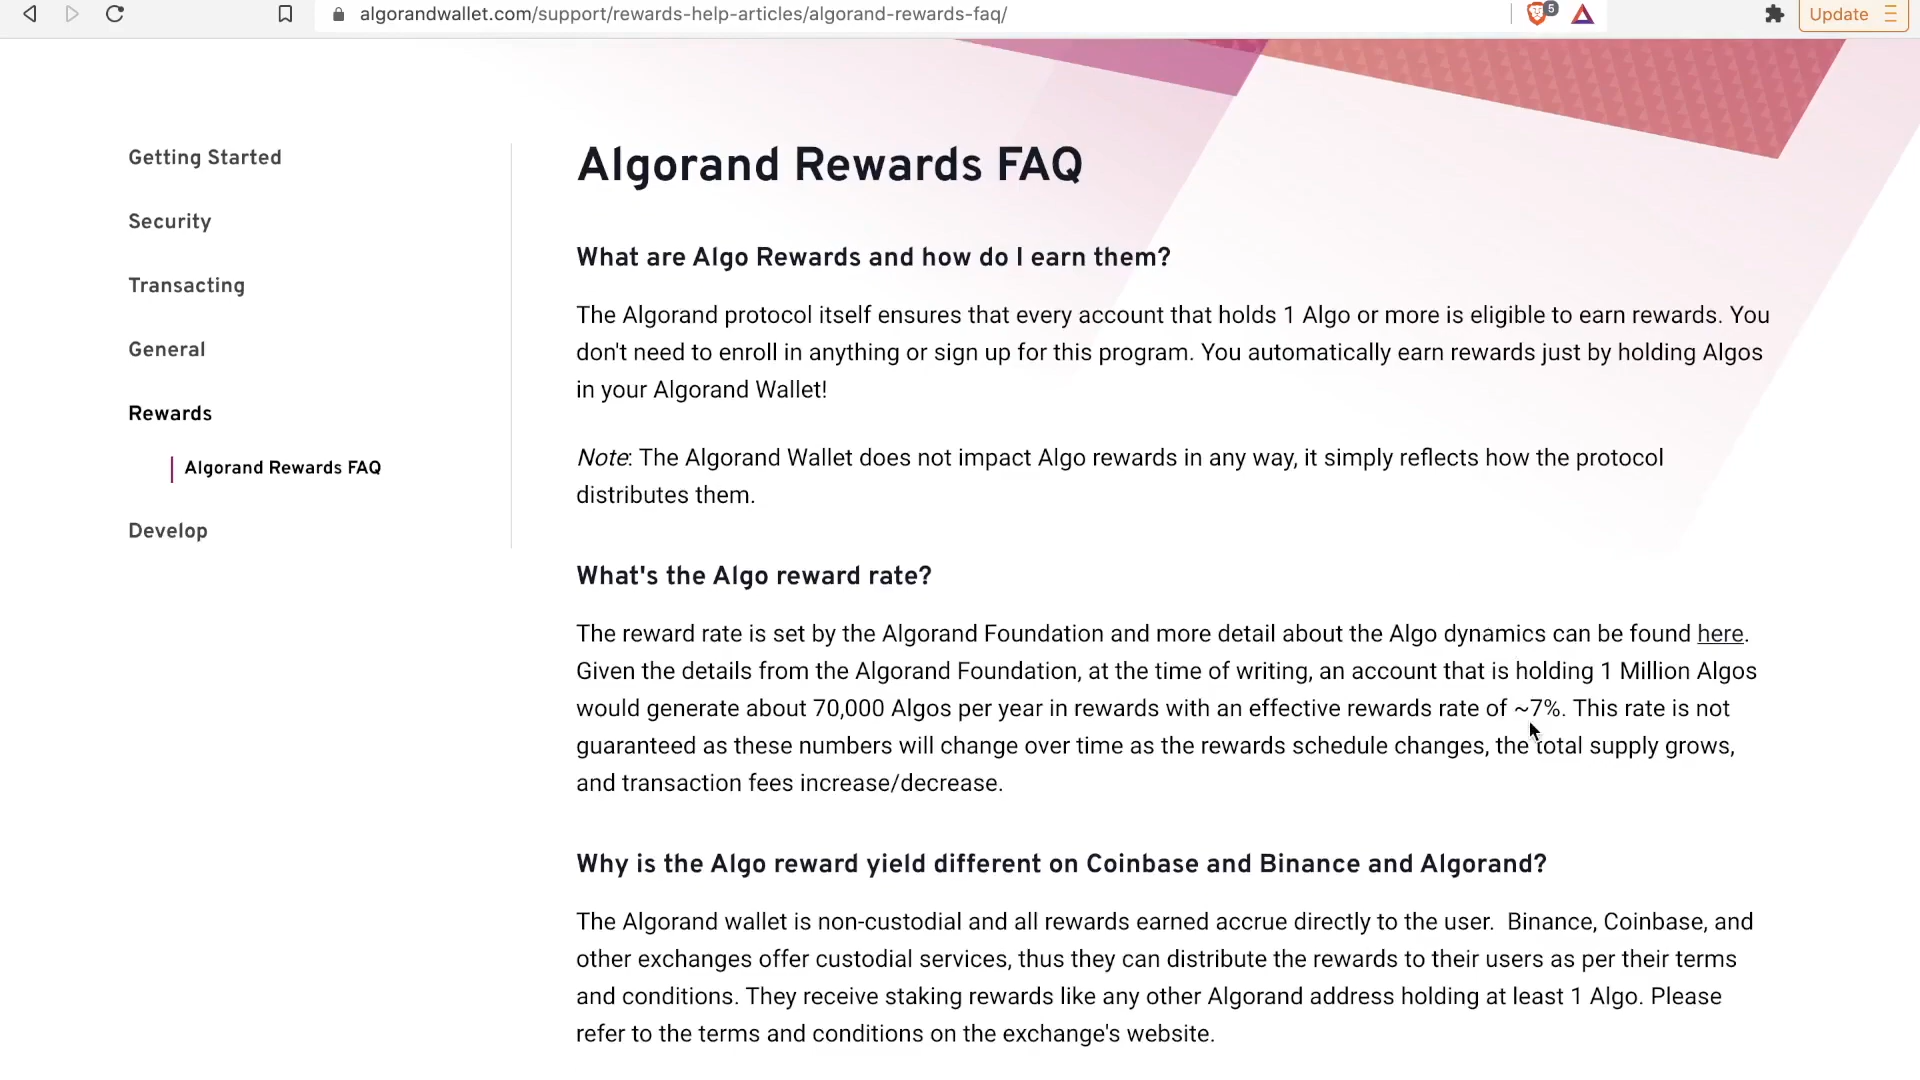 algorandwallet.com/support/rewards-help-articles/algorand-rewards-faq/
5
Update
Getting Started
Security
Transacting
General
Rewards
Algorand Rewards FAQ
Develop
Algorand Rewards FAQ
What are Algo Rewards and how do I earn them?
The Algorand protocol itself ensures that every account that holds 1 Algo or more is eligible to earn rewards. You
don't need to enroll in anything or sign up for this program. You automatically earn rewards just by holding Algos
in your Algorand Wallet!
Note: The Algorand Wallet does not impact Algo rewards in any way, it simply reflects how the protocol
distributes them.
What's the Algo reward rate?
The reward rate is set by the Algorand Foundation and more detail about the Algo dynamics can be found here.
Given the details from the Algorand Foundation, at the time of writing, an account that is holding 1 Million Algos
would generate about 70,000 Algos per year in rewards with an effective rewards rate of ~7%. This rate is not
guaranteed as these numbers will change over time as the rewards schedule changes, the total supply grows,
and transaction fees increase/decrease.
Why is the Algo reward yield different on Coinbase and Binance and Algorand?
The Algorand wallet is non-custodial and all rewards earned accrue directly to the user.  Binance, Coinbase, and
other exchanges offer custodial services, thus they can distribute the rewards to their users as per their terms
and conditions. They receive staking rewards like any other Algorand address holding at least 1 Algo. Please
refer to the terms and conditions on the exchange's website.